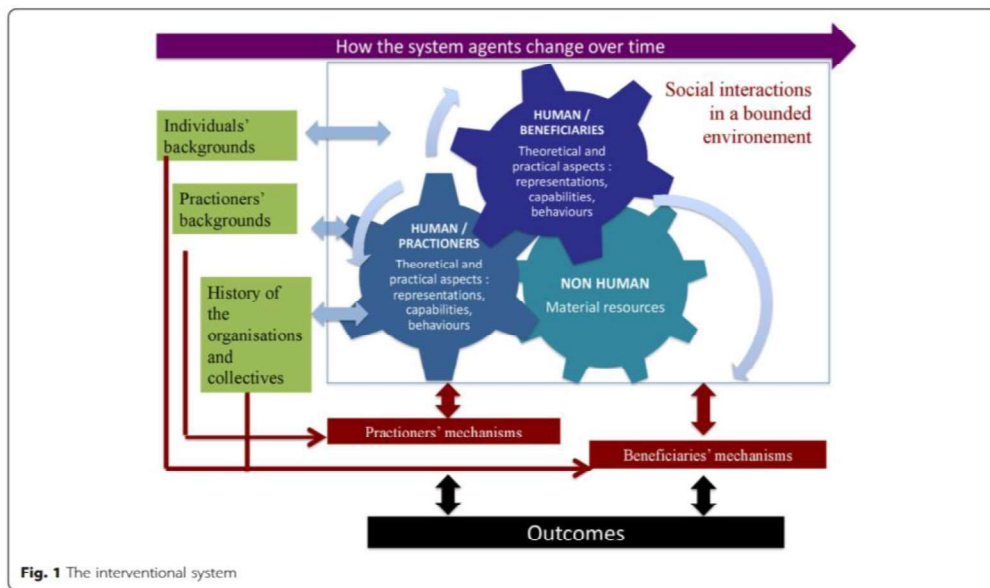 How the system agents change over time
Social interactions
in a bounded
environement
Individuals'
backgrounds
Practioners'
backgrounds
History of
the
organisations
and
collectives
HUMAN /
BENEFICIARIES
Theoretical and
practical aspects :
representations,
capabilities,
behaviours
HUMAN /
PRACTIONERS
Theoretical and
practical aspects :
representations,
capabilities,
behaviours
NON HUMAN
Material resources
Practioners' mechanisms
Beneficiaries' mechanisms
Outcomes
Fig. 1 The interventional system